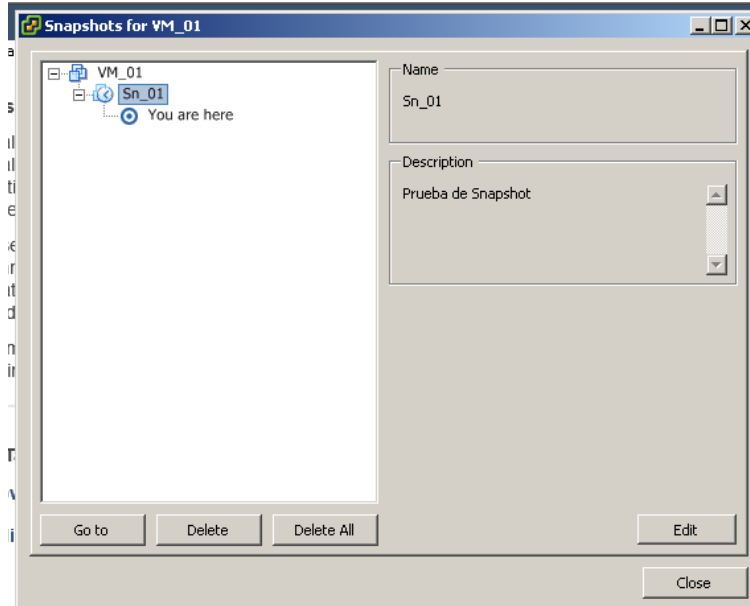 Snapshots for VM_01
VM_01
Sn_01
You are here
Name
Sn_01
Description
Prueba de Snapshot
Go to
Delete
Delete All
Edit
Close